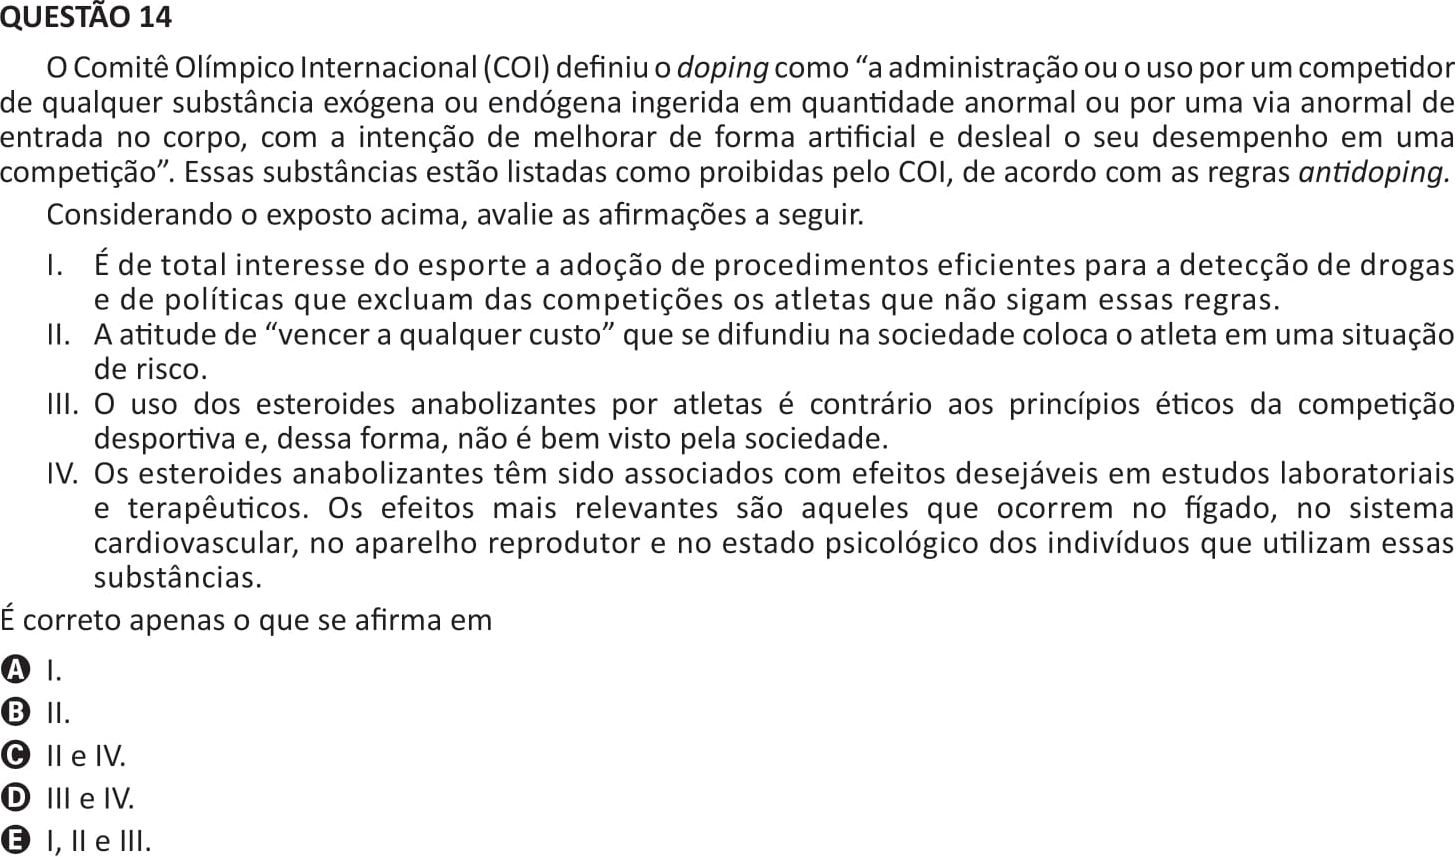 QUESTÃO 14
O Comitê Olímpico Internacional (COI) definiu o doping como “a administração ou o uso por um competidor
de qualquer substância exógena ou endógena ingerida em quantidade anormal ou por uma via anormal de
entrada no corpo, com a intenção de melhorar de forma artificial e desleal o seu desempenho em uma
competição”. Essas substâncias estão listadas como proibidas pelo COI, de acordo com as regras antidoping.
Considerando o exposto acima, avalie as afirmações a seguir.
I. É de total interesse do esporte a adoção de procedimentos eficientes para a detecção de drogas
e de políticas que excluam das competições os atletas que não sigam essas regras.
II. A atitude de “vencer a qualquer custo” que se difundiu na sociedade coloca o atleta em uma situação
de risco.
III. O uso dos esteroides anabolizantes por atletas é contrário aos princípios éticos da competição
desportiva e, dessa forma, não é bem visto pela sociedade.
IV. Os esteroides anabolizantes têm sido associados com efeitos desejáveis em estudos laboratoriais
e terapêuticos. Os efeitos mais relevantes são aqueles que ocorrem no fígado, no sistema
cardiovascular, no aparelho reprodutor e no estado psicológico dos indivíduos que utilizam essas
substâncias.
É correto apenas o que se afirma em
A I.
B II.
C II e IV.
D III e IV.
E I, II e III.